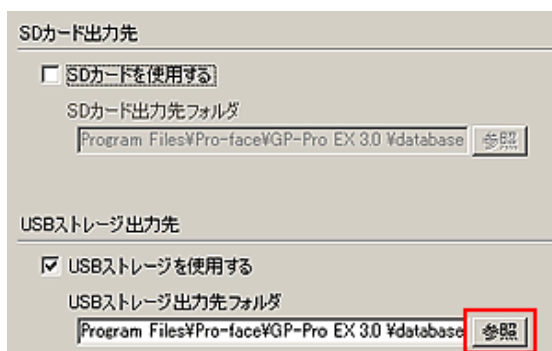 SDカード出力先
SDカードを使用する
SDカード出力先フォルダ
Program Files¥Pro-face¥GP-Pro EX 3.0 ¥database 参照
USBストレージ出力先
USBストレージを使用する
USBストレージ出力先フォルダ
Program Files¥Pro-face¥GP-Pro EX 3.0 ¥database 参照